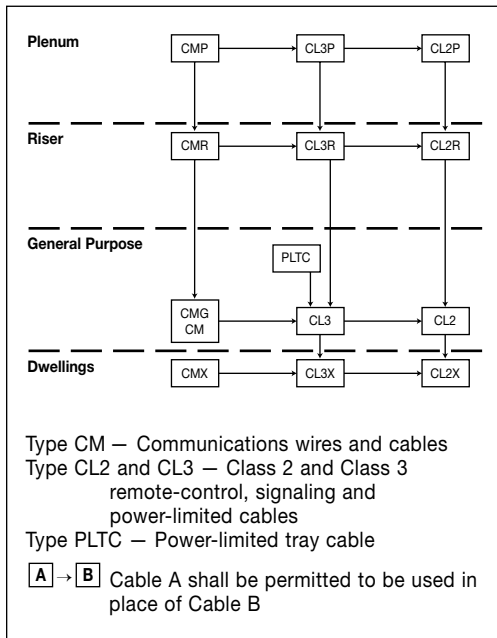 Plenum
CMP
CL3P
CL2P
Riser
CMR
CL3R
CL2R
General Purpose
PLTC
CMG
CM
CL3
CL2
Dwellings
CMX
CL3X
CL2X
Type CM — Communications wires and cables
Type CL2 and CL3 — Class 2 and Class 3
remote-control, signaling and
power-limited cables
Type PLTC — Power-limited tray cable
A → B Cable A shall be permitted to be used in
place of Cable B